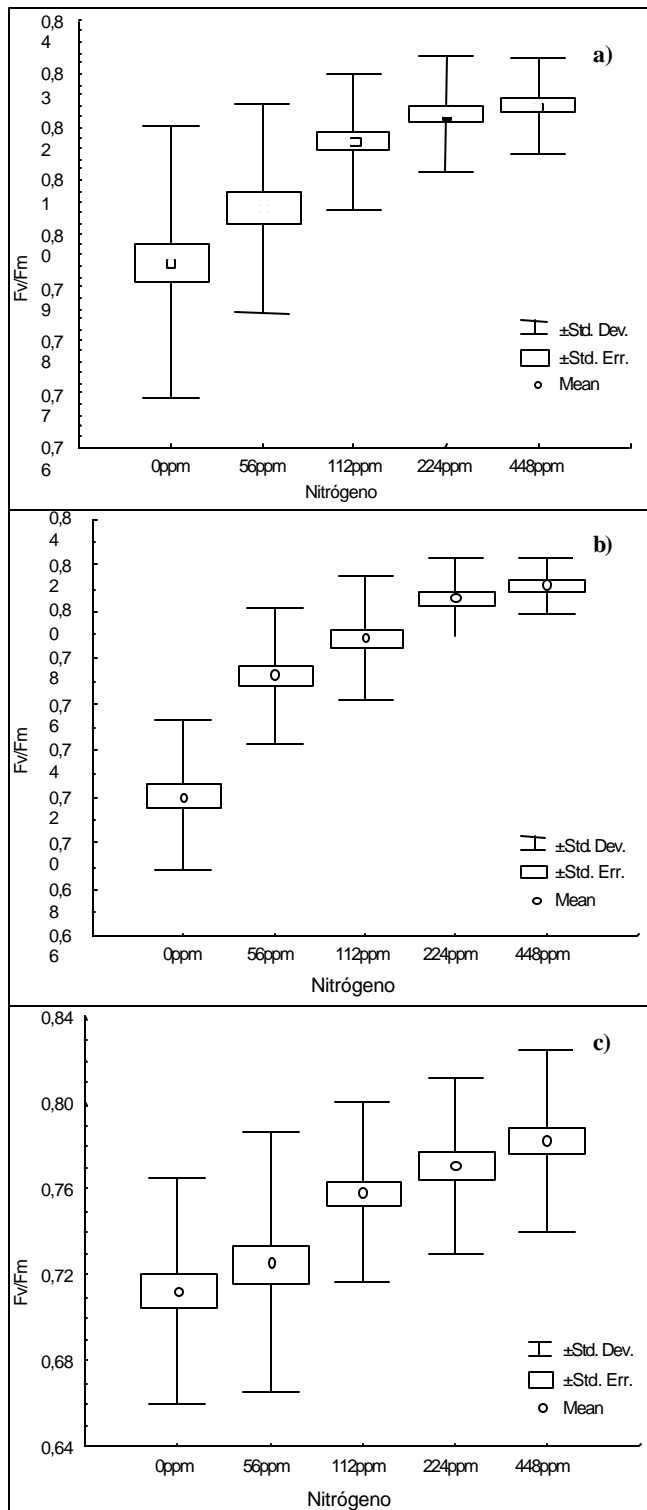 a)
0,8
4
0,8
3
0,8
2
0,8
1
0,8
0
0,7
9
0,7
8
0,7
7
0,7
6
Fv/Fm
±Std. Dev.
±Std. Err.
Mean
0ppm 56ppm 112ppm 224ppm 448ppm
Nitrógeno
b)
0,8
4
0,8
2
0,8
0
0,7
8
0,7
6
0,7
4
0,7
2
0,7
0
0,6
8
0,6
6
Fv/Fm
±Std. Dev.
±Std. Err.
Mean
0ppm 56ppm 112ppm 224ppm 448ppm
Nitrógeno
c)
0,84
0,80
0,76
0,72
0,68
0,64
Fv/Fm
±Std. Dev.
±Std. Err.
Mean
0ppm 56ppm 112ppm 224ppm 448ppm
Nitrógeno